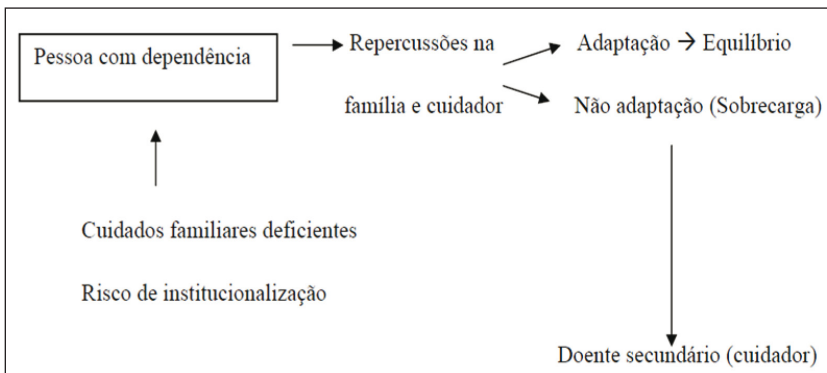 Pessoa com dependência
Repercussões na
família e cuidador
Adaptação → Equilíbrio
Não adaptação (Sobrecarga)
Cuidados familiares deficientes
Risco de institucionalização
Doente secundário (cuidador)